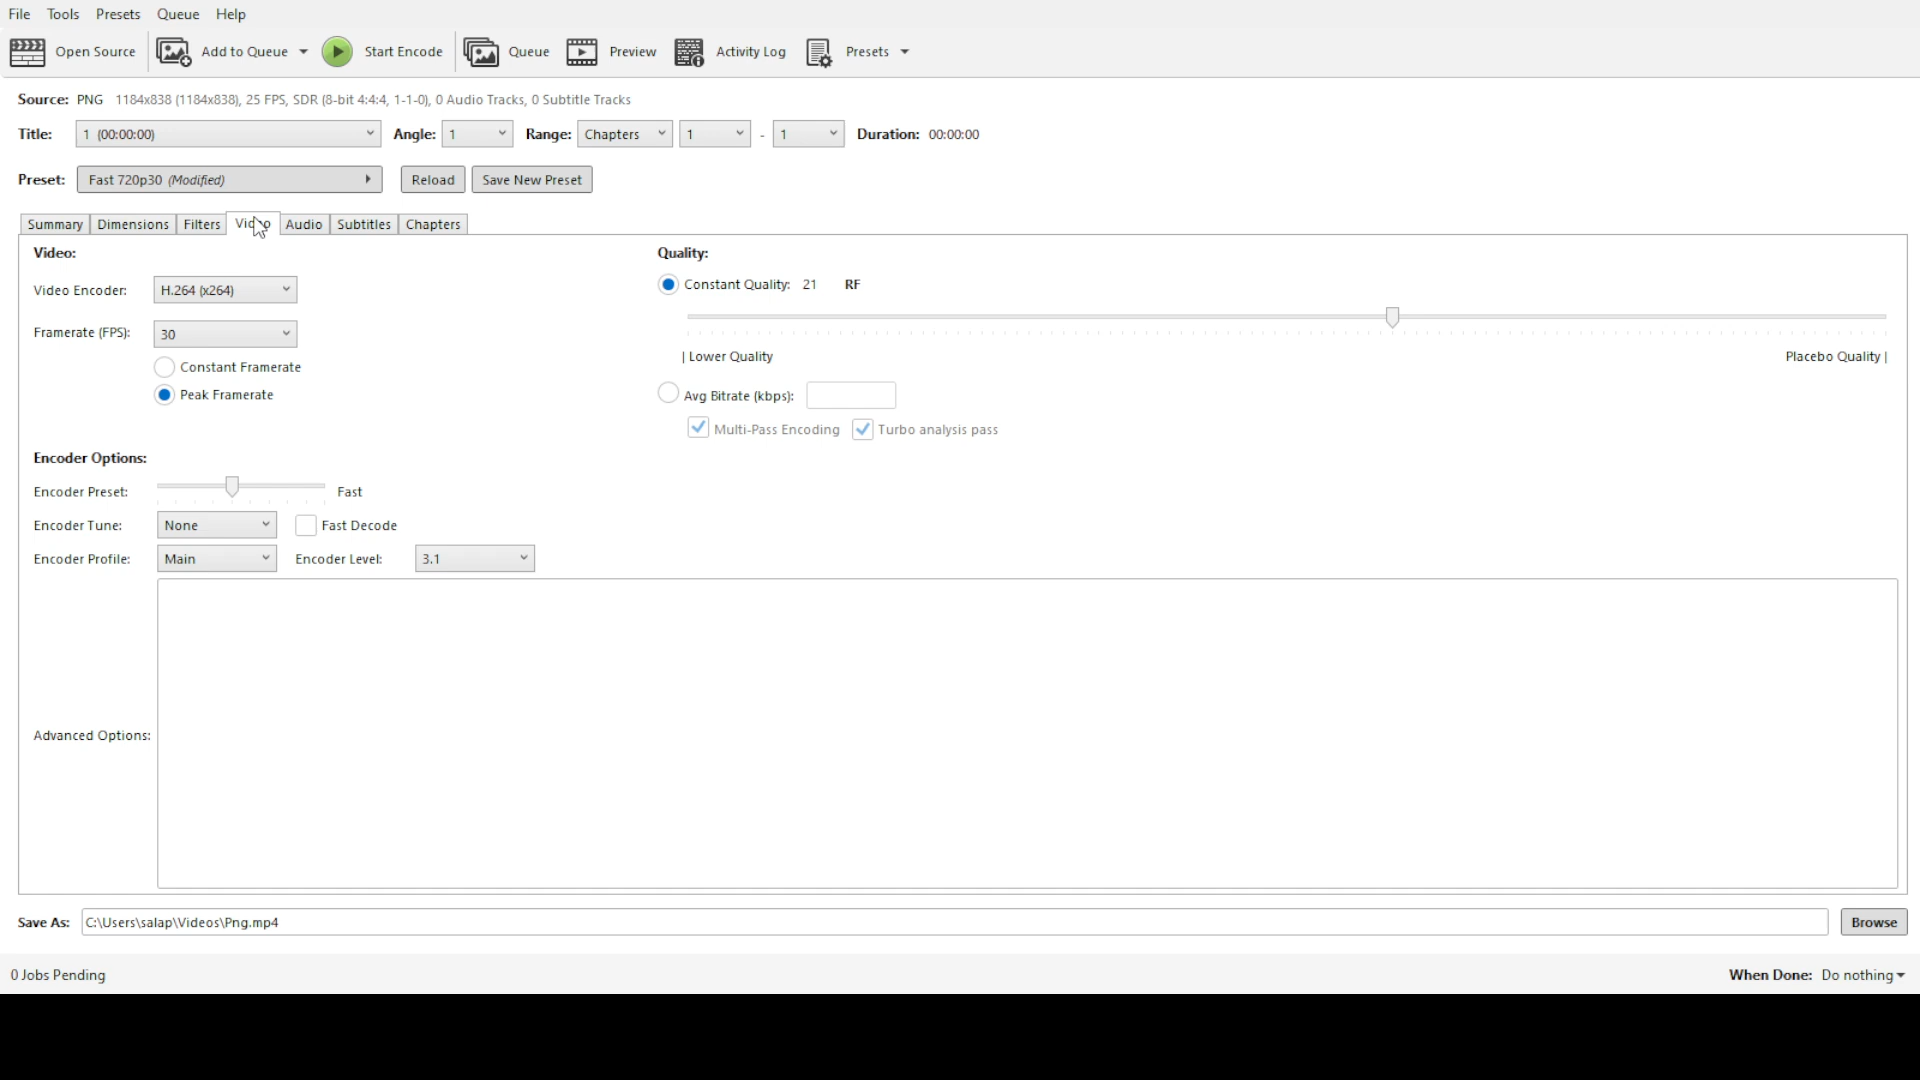 File Tools Presets Queue Help
Open Source Add to Queue Start Encode Queue Preview Activity Log Presets
Source: PNG 1184x838 (1184x838), 25 FPS, SDR (8-bit 4:4:4, 1-1-0), 0 Audio Tracks, 0 Subtitle Tracks
Title: 1 (00:00:00) Angle: 1 Range: Chapters 1 - 1 Duration: 00:00:00
Preset: Fast 720p30 (Modified) Reload Save New Preset
Summary Dimensions Filters Video Audio Subtitles Chapters
Video: Quality:
Video Encoder: H.264 (x264) Constant Quality: 21 RF
Framerate (FPS): 30
| Lower Quality Placebo Quality |
Constant Framerate
Peak Framerate Avg Bitrate (kbps):
Multi-Pass Encoding Turbo analysis pass
Encoder Options:
Encoder Preset: Fast
Encoder Tune: None Fast Decode
Encoder Profile: Main Encoder Level: 3.1
Advanced Options:
Save As: C:\Users\salap\Videos\Png.mp4 Browse
0 Jobs Pending When Done: Do nothing